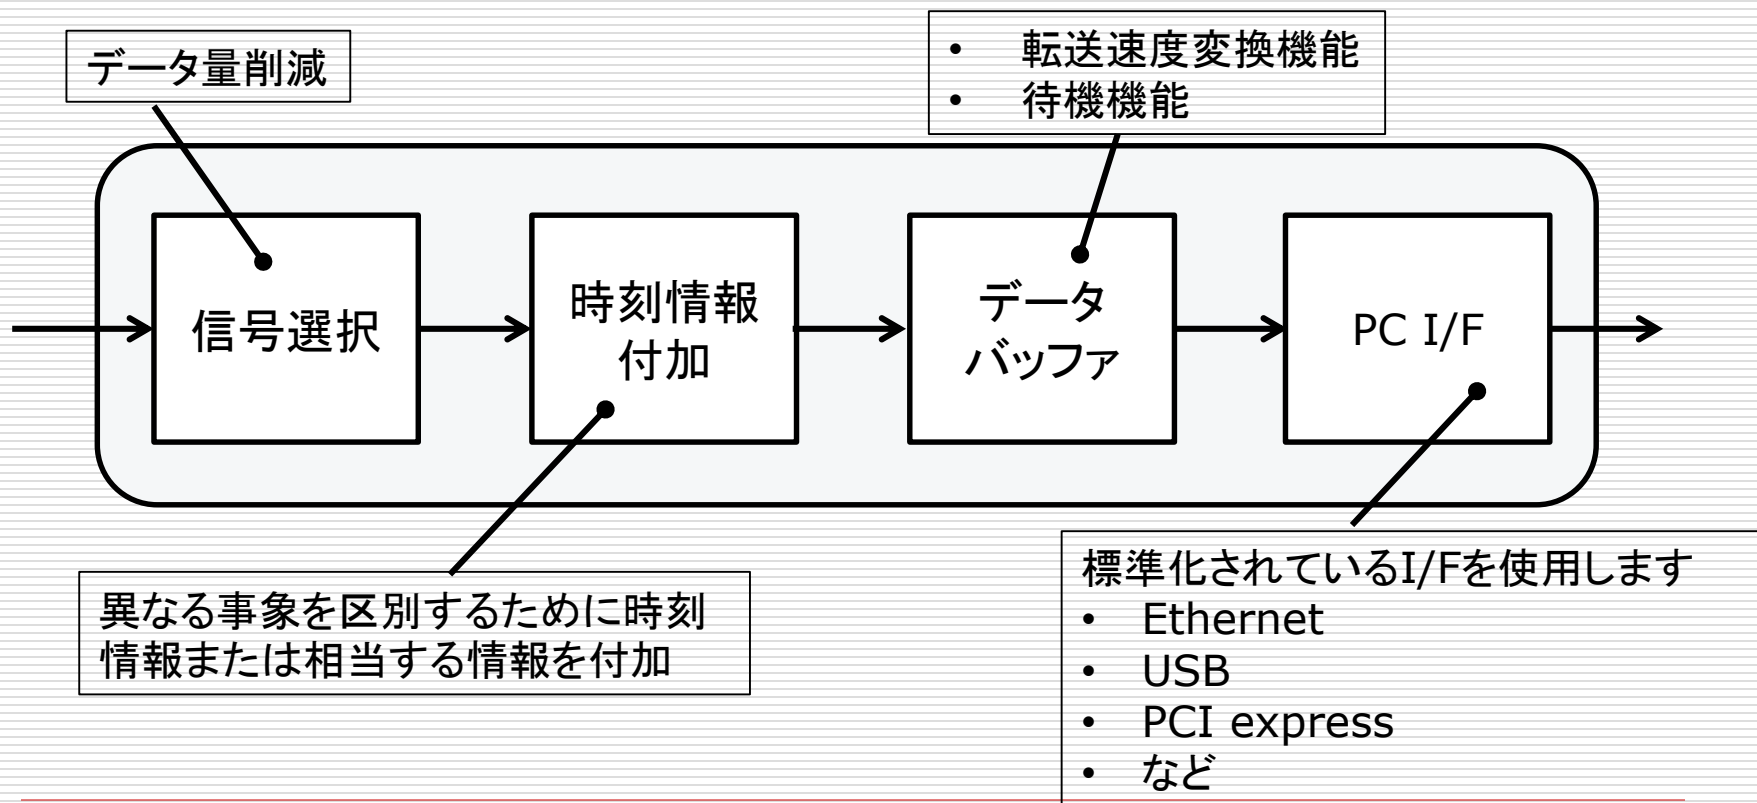 データ量削減
• 転送速度変換機能
• 待機機能
信号選択
時刻情報
付加
データ
バッファ
PC I/F
異なる事象を区別するために時刻
情報または相当する情報を付加
標準化されているI/Fを使用します
• Ethernet
• USB
• PCI express
• など